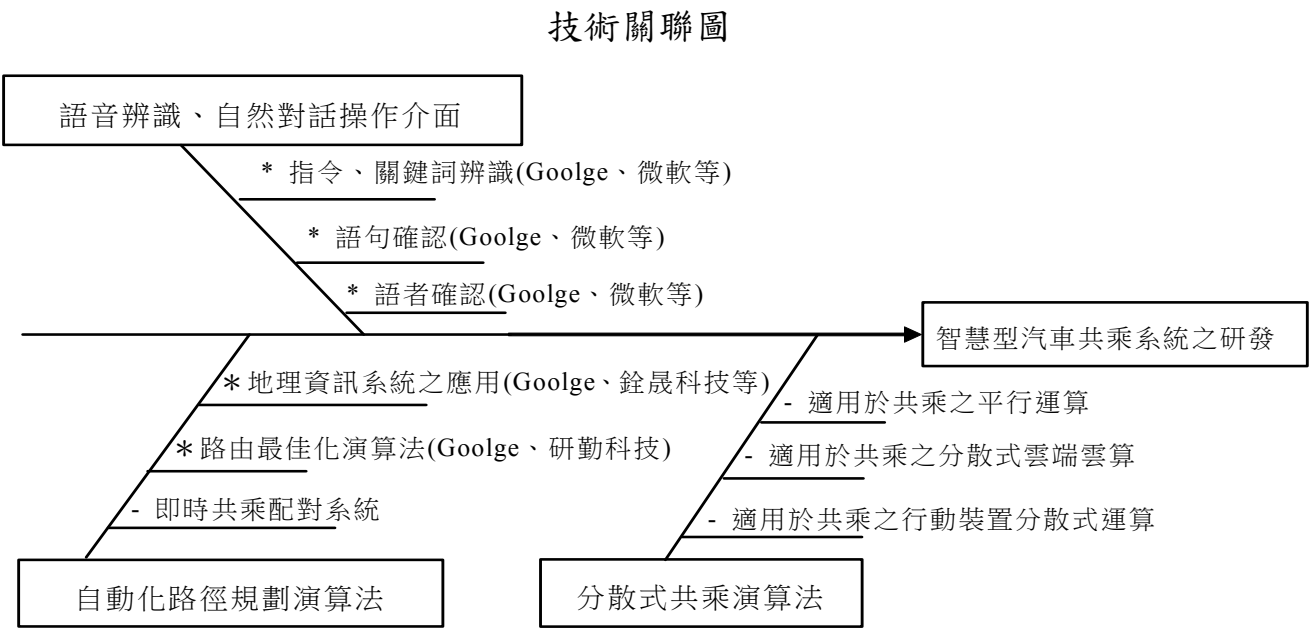 技術關聯圖
語音辨識、自然對話操作介面
* 指令、關鍵詞辨識(Goolge、微軟等)
* 語句確認(Goolge、微軟等)
* 語者確認(Goolge、微軟等)
智慧型汽車共乘系統之研發
＊地理資訊系統之應用(Goolge、銓晟科技等)
＊路由最佳化演算法(Goolge、研勤科技)
- 即時共乘配對系統
自動化路徑規劃演算法
- 適用於共乘之平行運算
- 適用於共乘之分散式雲端雲算
- 適用於共乘之行動裝置分散式運算
分散式共乘演算法